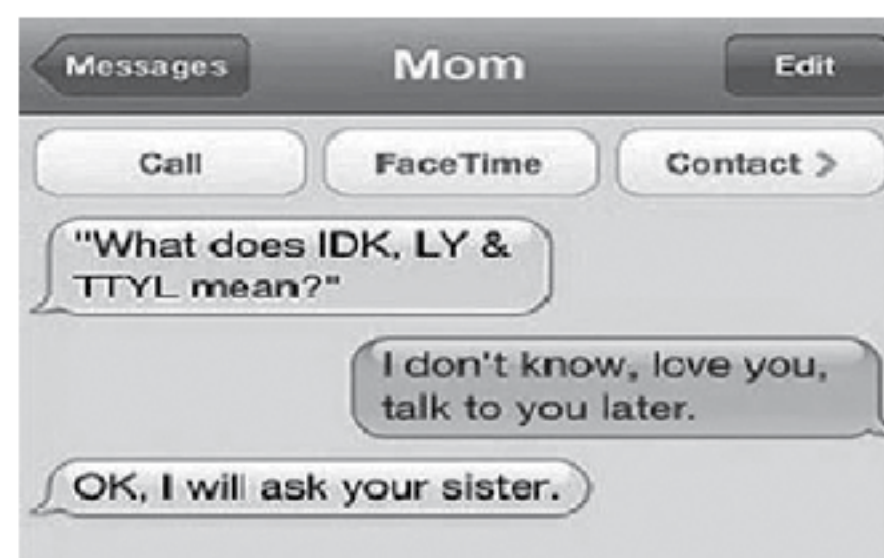 Messages Mom Edit
Call FaceTime Contact >
"What does IDK, LY &
TTYL mean?"
I don't know, love you,
talk to you later.
OK, I will ask your sister.